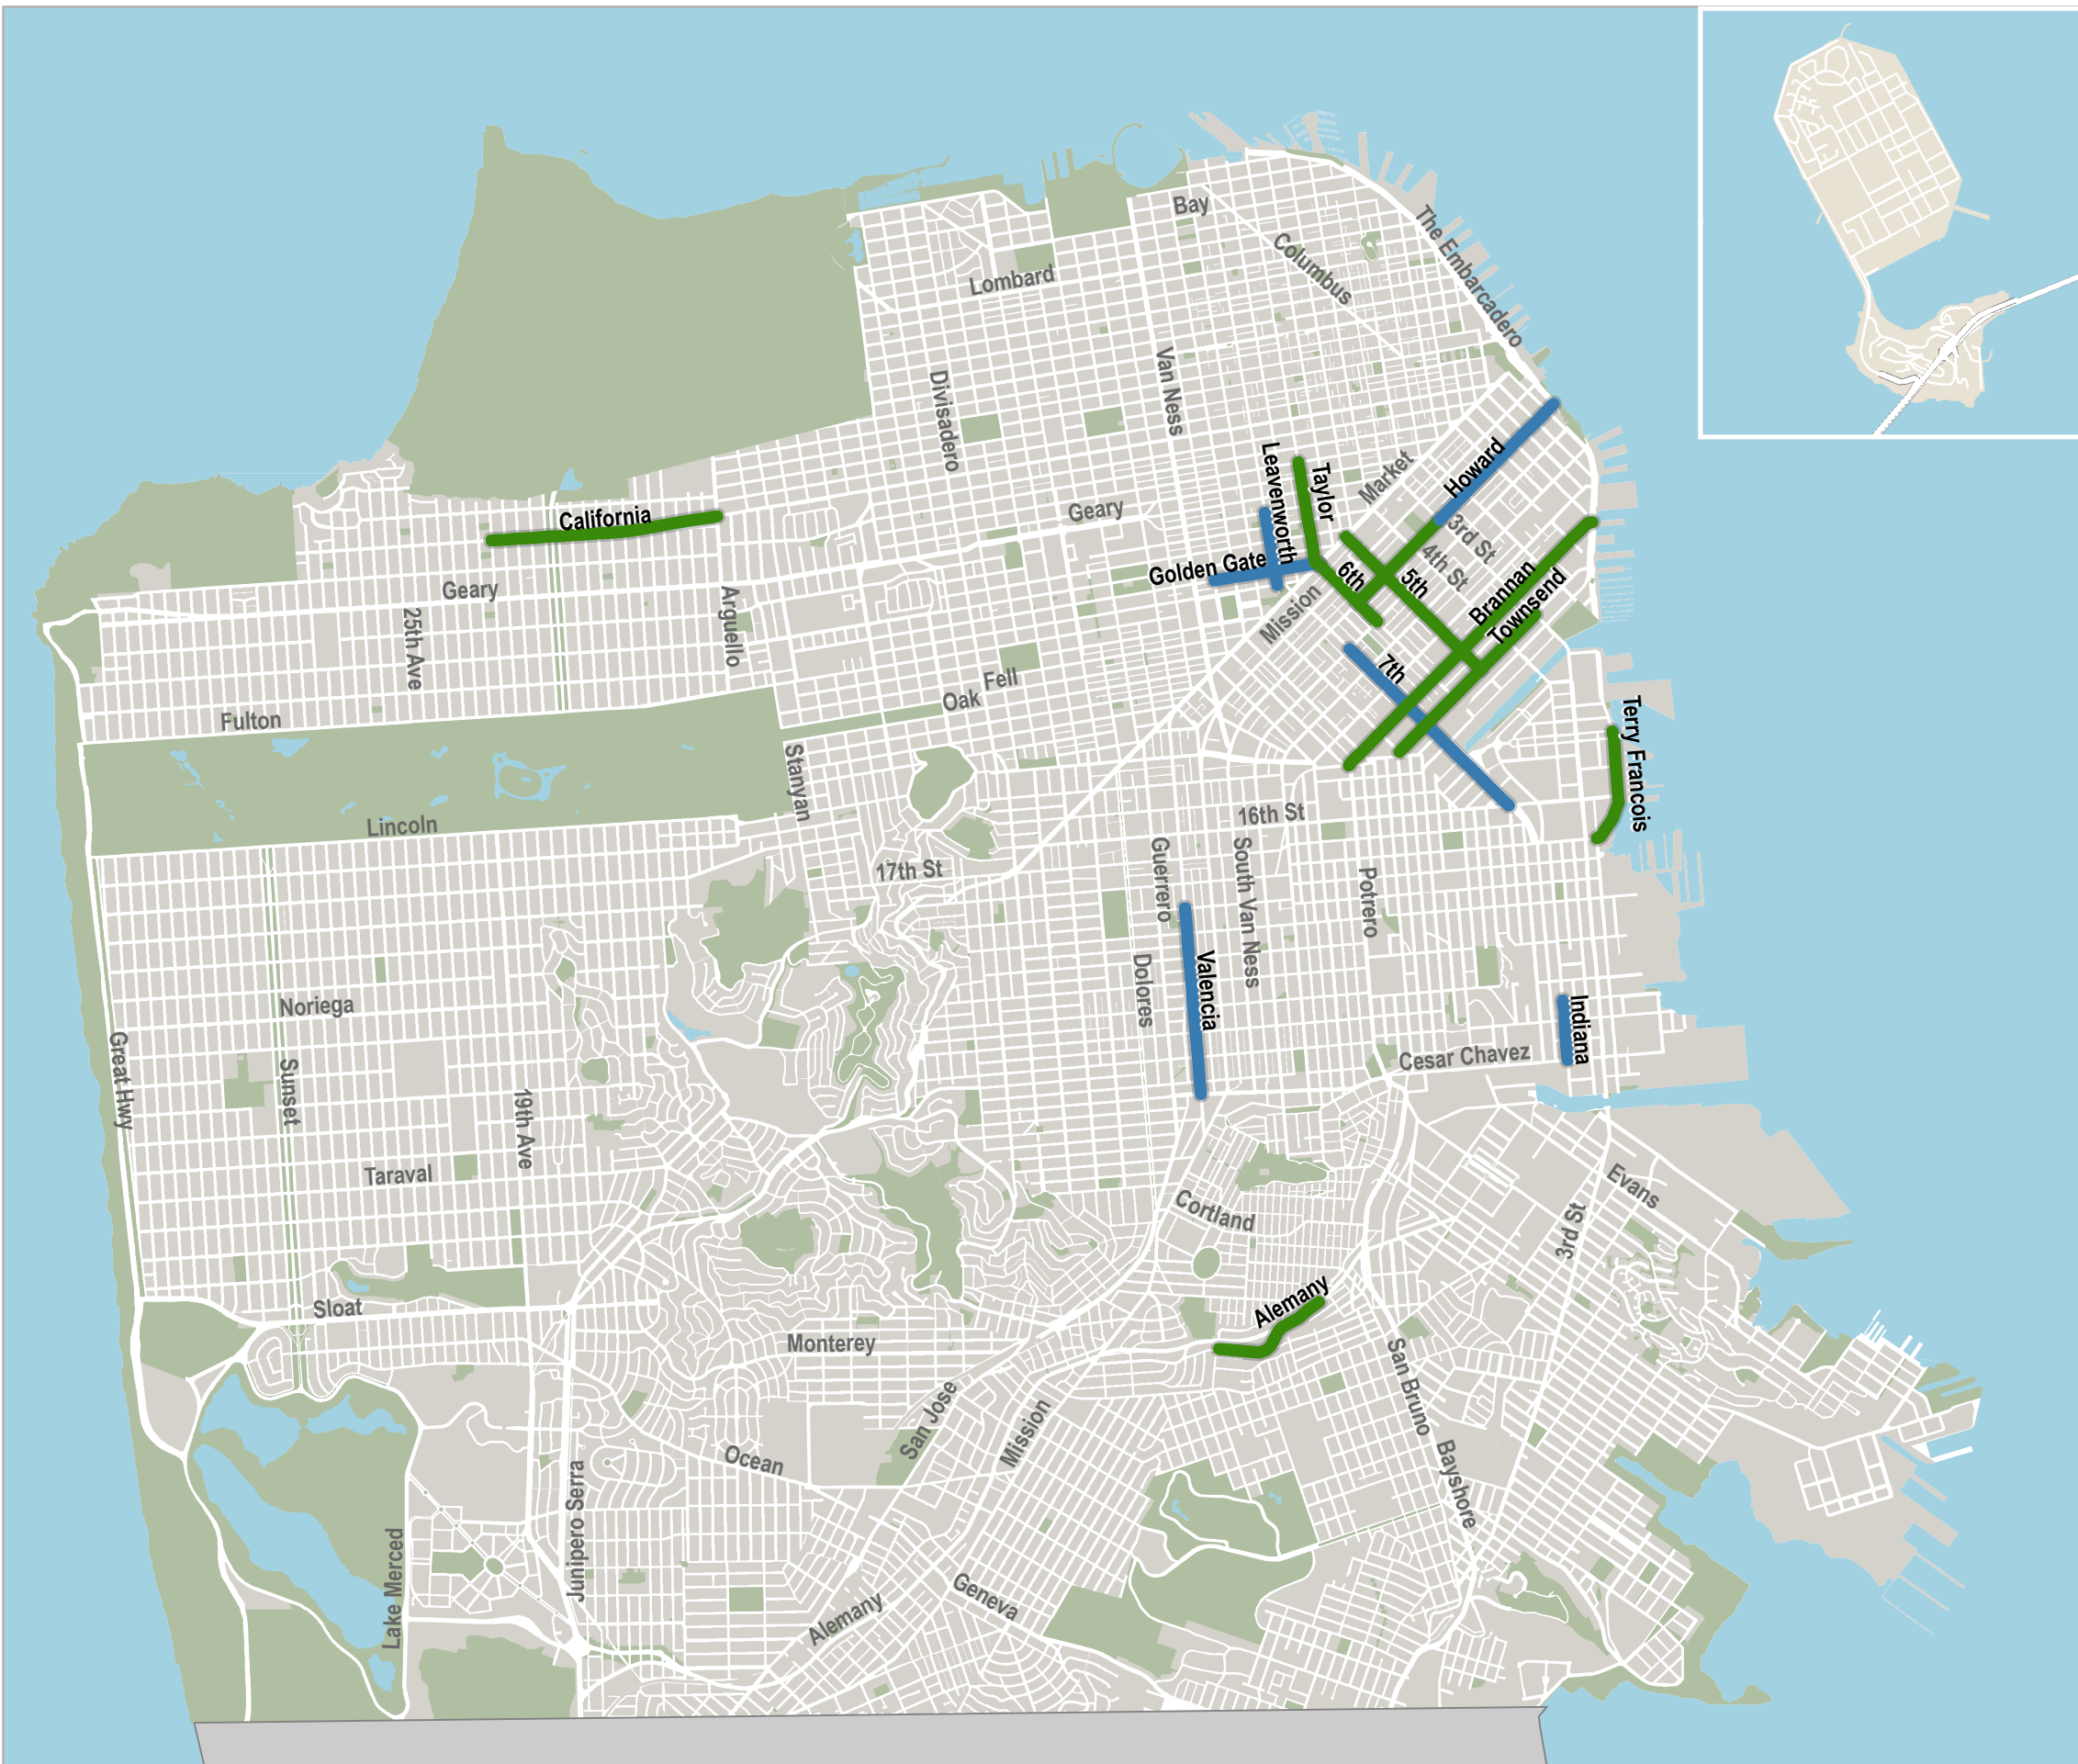 Bay
The Embarcadero
Columbus
Lombard
Van Ness
Divisadero
Leavenworth
Taylor
Market
Howard
California
Geary
3rd St
4th St
Golden Gate
6th
5th
Brannan
Townsend
Geary
25th Ave
Arguello
Mission
7th
Fell
Oak
Fulton
Terry Francois
Stanyan
Lincoln
16th St
17th St
Guerrero
South Van Ness
Potrero
Valencia
Dolores
Noriega
Indiana
Great Hwy
Sunset
19th Ave
Cesar Chavez
Taraval
Evans
Cortland
3rd St
Alemany
Sloat
Monterey
San Bruno
San Jose
Mission
Ocean
Bayshore
Junipero Serra
Lake Merced
Geneva
Alemany